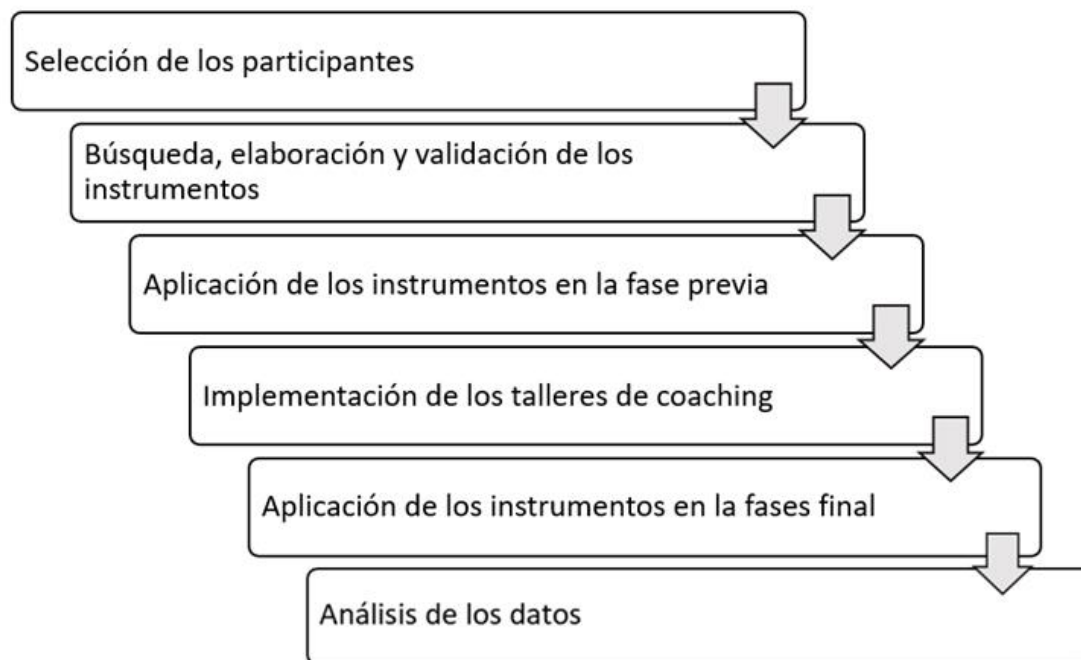 Selección de los participantes
Búsqueda, elaboración y validación de los
instrumentos
Aplicación de los instrumentos en la fase previa
Implementación de los talleres de coaching
Aplicación de los instrumentos en la fases final
Análisis de los datos